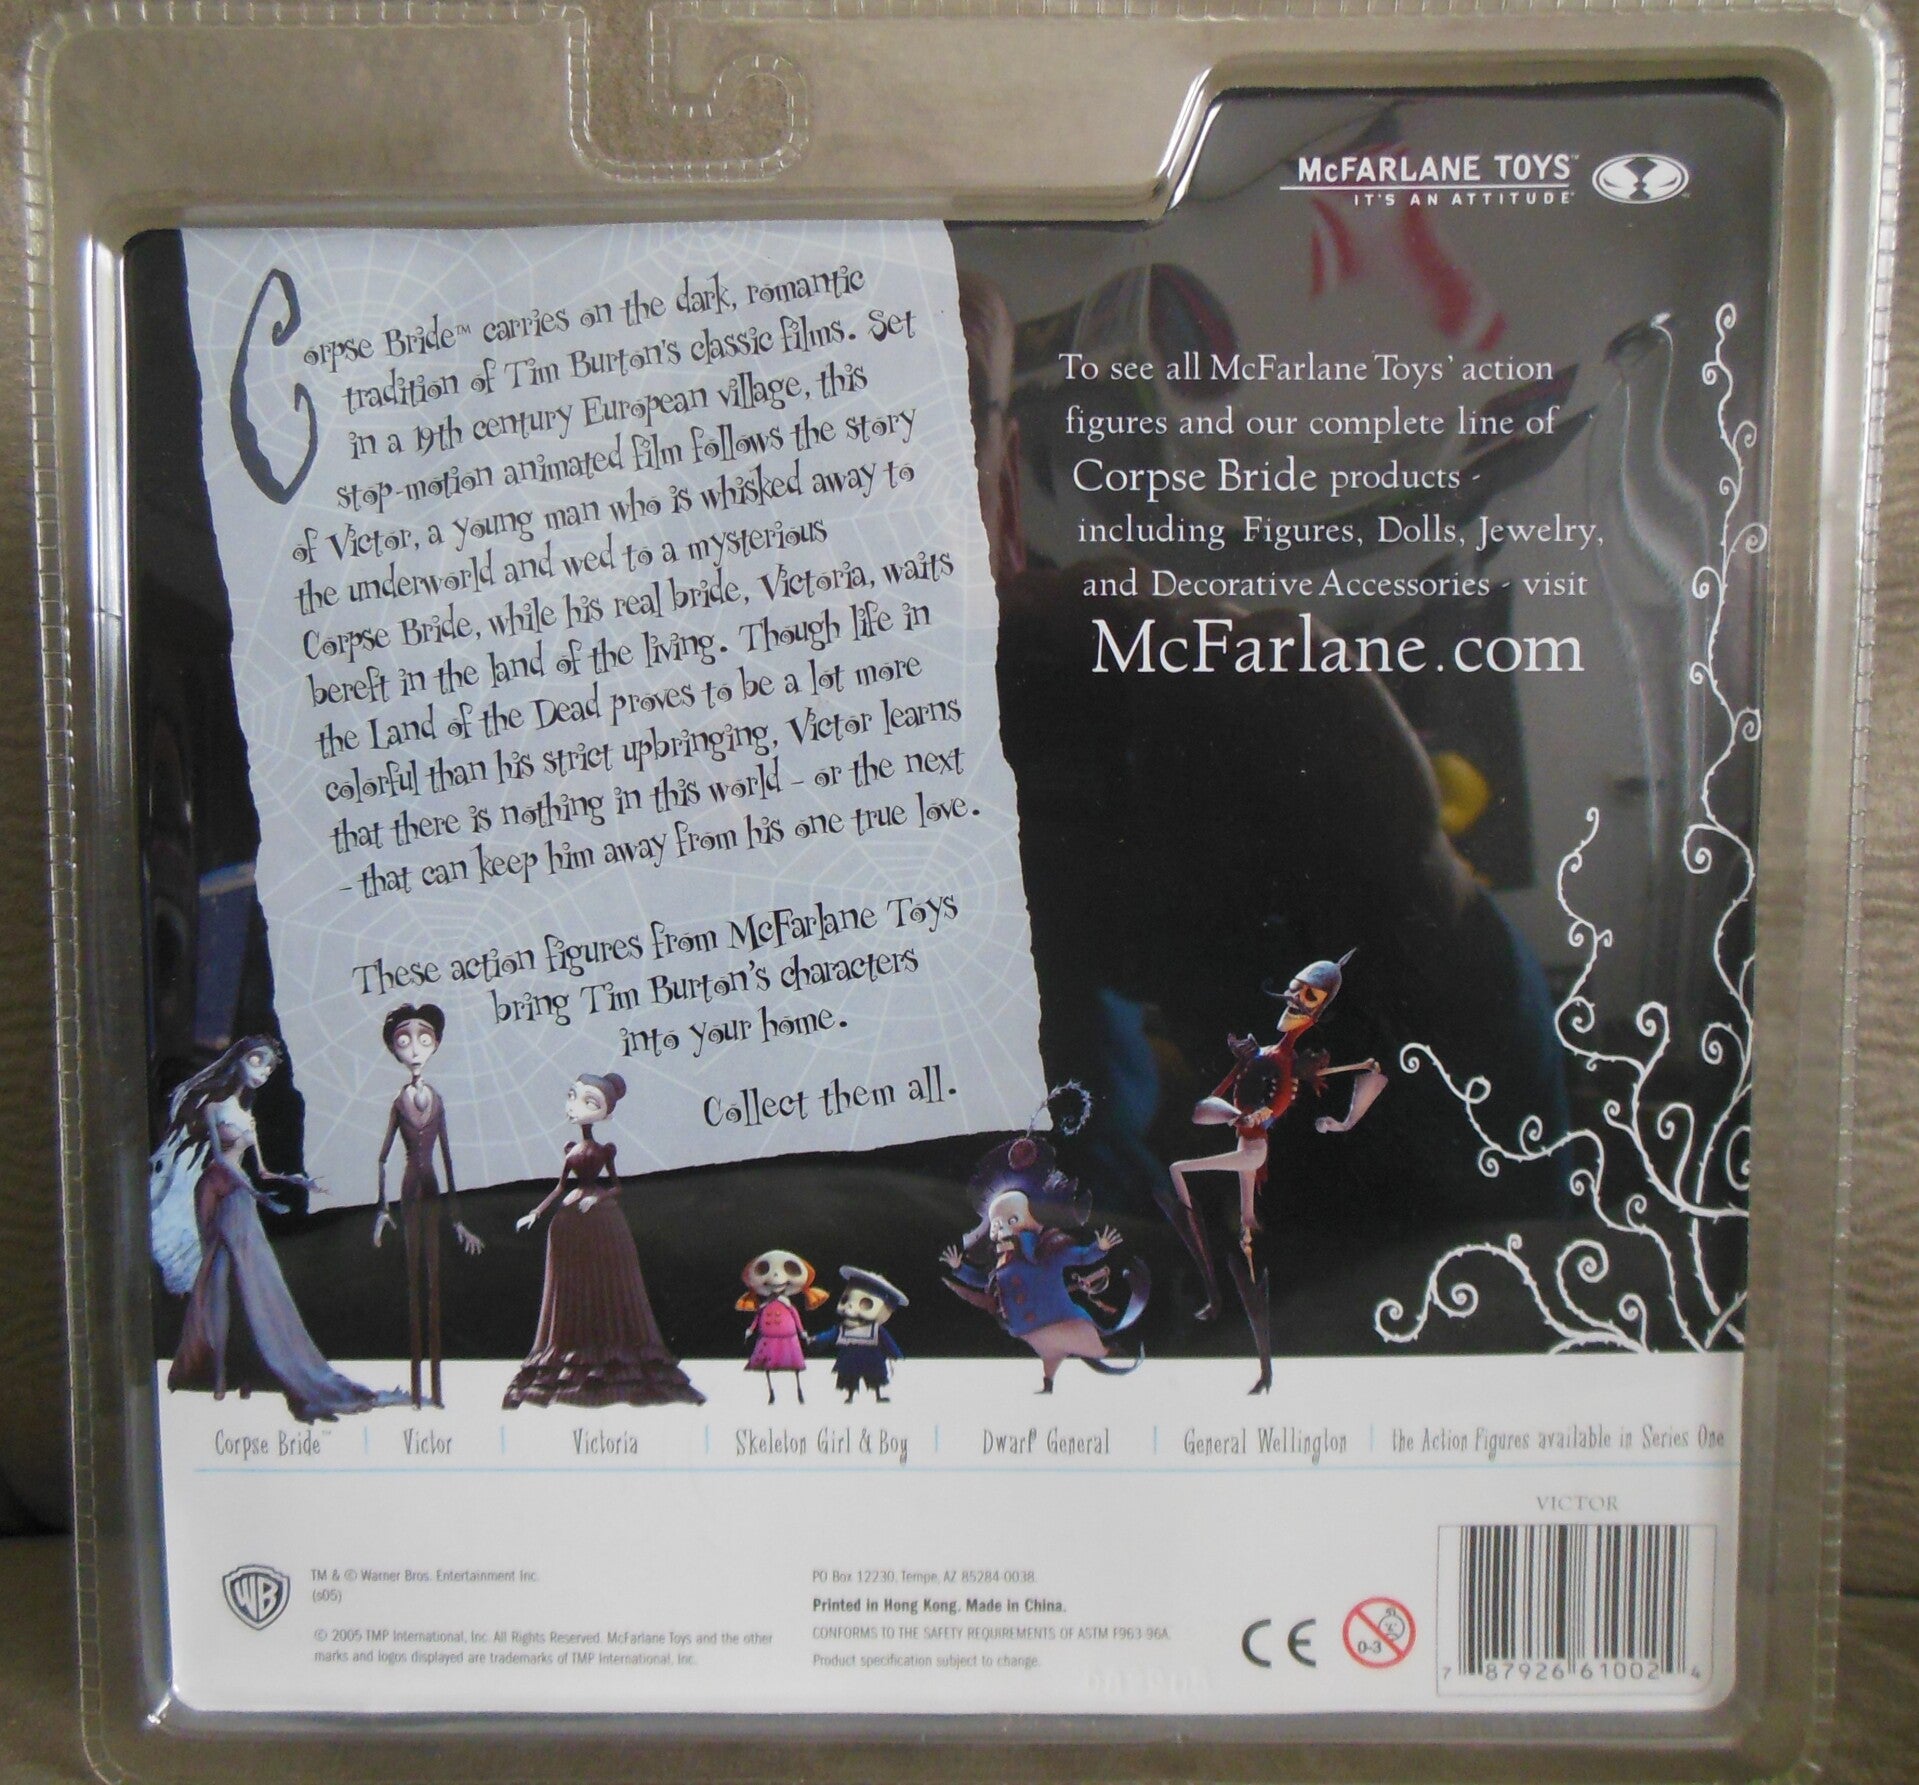 McFARLANE TOYS™
IT'S AN ATTITUDE
Corpse Bride™ carries on the dark, romantic
tradition of Tim Burton's classic films. Set
in a 19th century European village, this
stop-motion animated film follows the story
of Victor, a young man who is whisked away to
the underworld and wed to a mysterious
Corpse Bride, while his real bride, Victoria, waits
bereft in the land of the living. Though life in
the Land of the Dead proves to be a lot more
colorful than his strict upbringing, Victor learns
that there is nothing in this world - or the next
- that can keep him away from his one true love.
These action figures from McFarlane Toys
bring Tim Burton's characters
into your home.
Collect them all.
To see all McFarlane Toys' action
figures and our complete line of
Corpse Bride products -
including Figures, Dolls, Jewelry,
and Decorative Accessories - visit
McFarlane.com
Corpse Bride™ | Victor | Victoria | Skeleton Girl & Boy | Dwarf General | General Wellington | the Action Figures available in Series One
WB
TM & © Warner Bros. Entertainment Inc.
(s05)
© 2005 TMP International, Inc. All Rights Reserved. McFarlane Toys and the other
marks and logos displayed are trademarks of TMP International, Inc.
PO Box 12230, Tempe, AZ 85284-0038.
Printed in Hong Kong. Made in China.
CONFORMS TO THE SAFETY REQUIREMENTS OF ASTM F963-96A.
Product specification subject to change.
CE
0-3
VICTOR
7 87926 61002 4